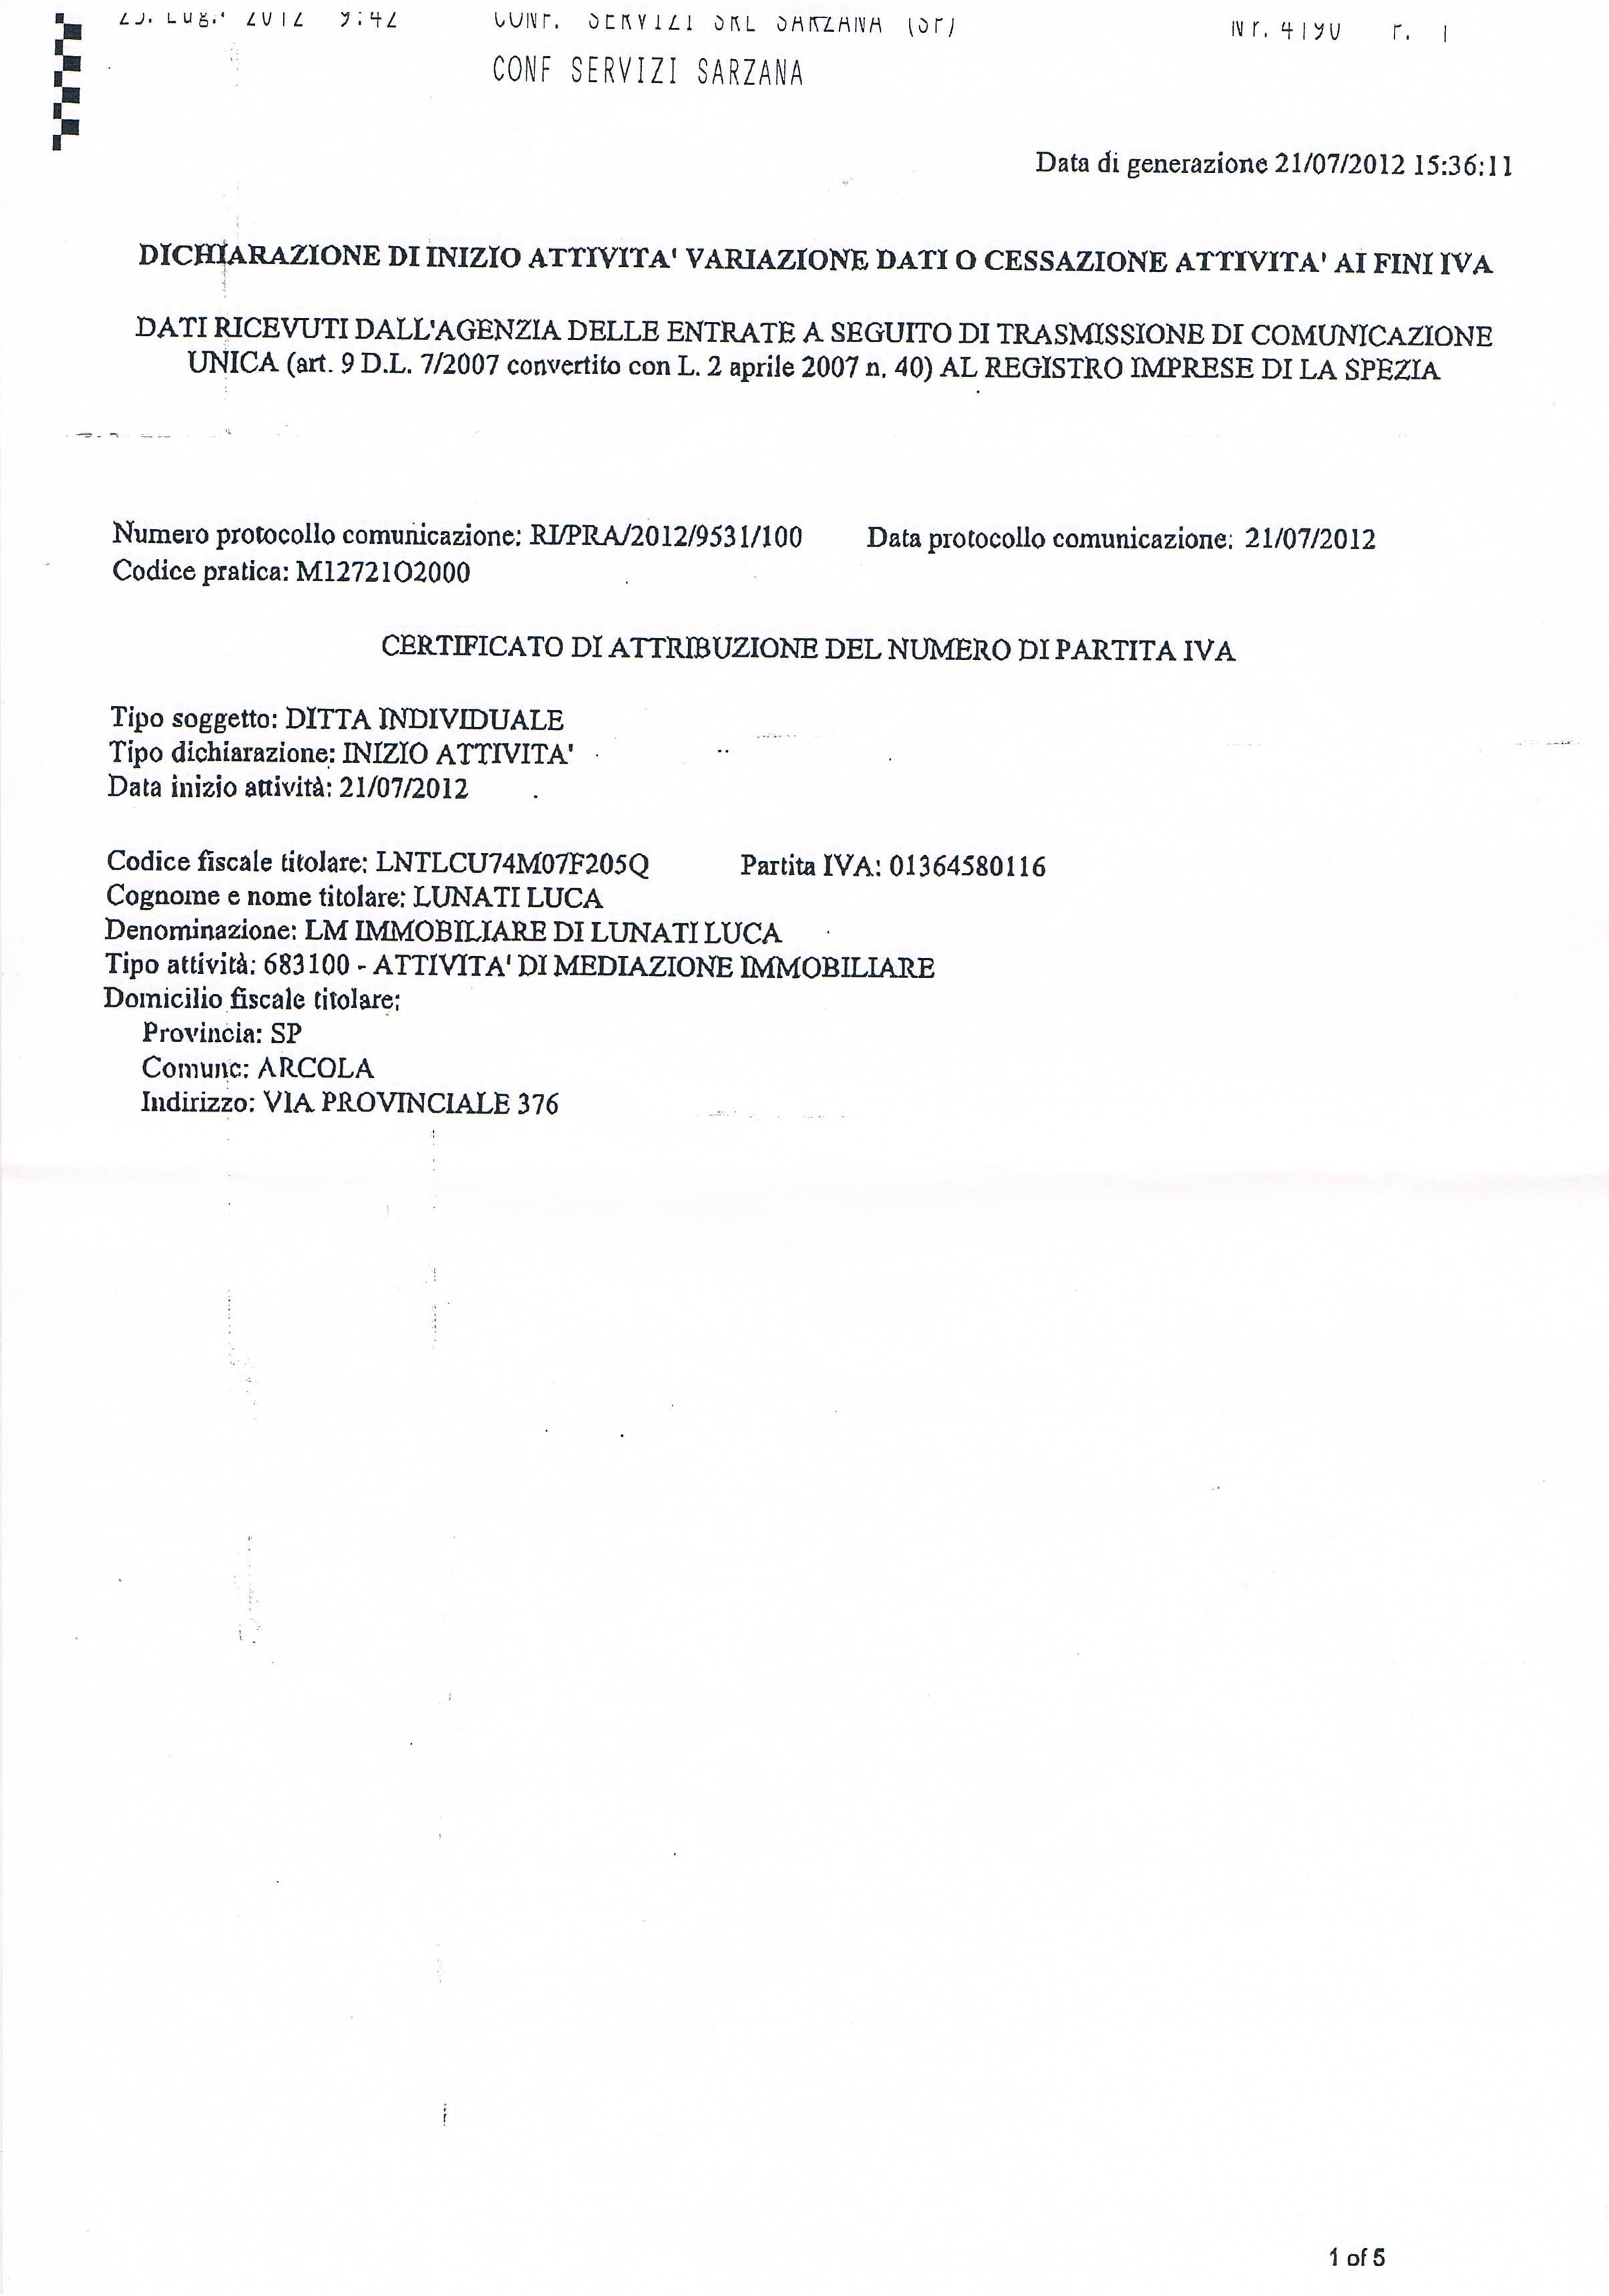 2012 9:42 CONF. SERVIZI SRL SARZANA (SP) Nr. 4190 P. 1
CONF SERVIZI SARZANA
Data di generazione 21/07/2012 15:36:11
DICHIARAZIONE DI INIZIO ATTIVITA' VARIAZIONE DATI O CESSAZIONE ATTIVITA' AI FINI IVA
DATI RICEVUTI DALL'AGENZIA DELLE ENTRATE A SEGUITO DI TRASMISSIONE DI COMUNICAZIONE
UNICA (art. 9 D.L. 7/2007 convertito con L. 2 aprile 2007 n. 40) AL REGISTRO IMPRESE DI LA SPEZIA
Numero protocollo comunicazione: RI/PRA/2012/9531/100 Data protocollo comunicazione: 21/07/2012
Codice pratica: M12721O2000
CERTIFICATO DI ATTRIBUZIONE DEL NUMERO DI PARTITA IVA
Tipo soggetto: DITTA INDIVIDUALE
Tipo dichiarazione: INIZIO ATTIVITA'
Data inizio attività: 21/07/2012
Codice fiscale titolare: LNTLCU74M07F205Q Partita IVA: 01364580116
Cognome e nome titolare: LUNATI LUCA
Denominazione: LM IMMOBILIARE DI LUNATI LUCA
Tipo attività: 683100 - ATTIVITA' DI MEDIAZIONE IMMOBILIARE
Domicilio fiscale titolare:
Provincia: SP
Comune: ARCOLA
Indirizzo: VIA PROVINCIALE 376
1 of 5